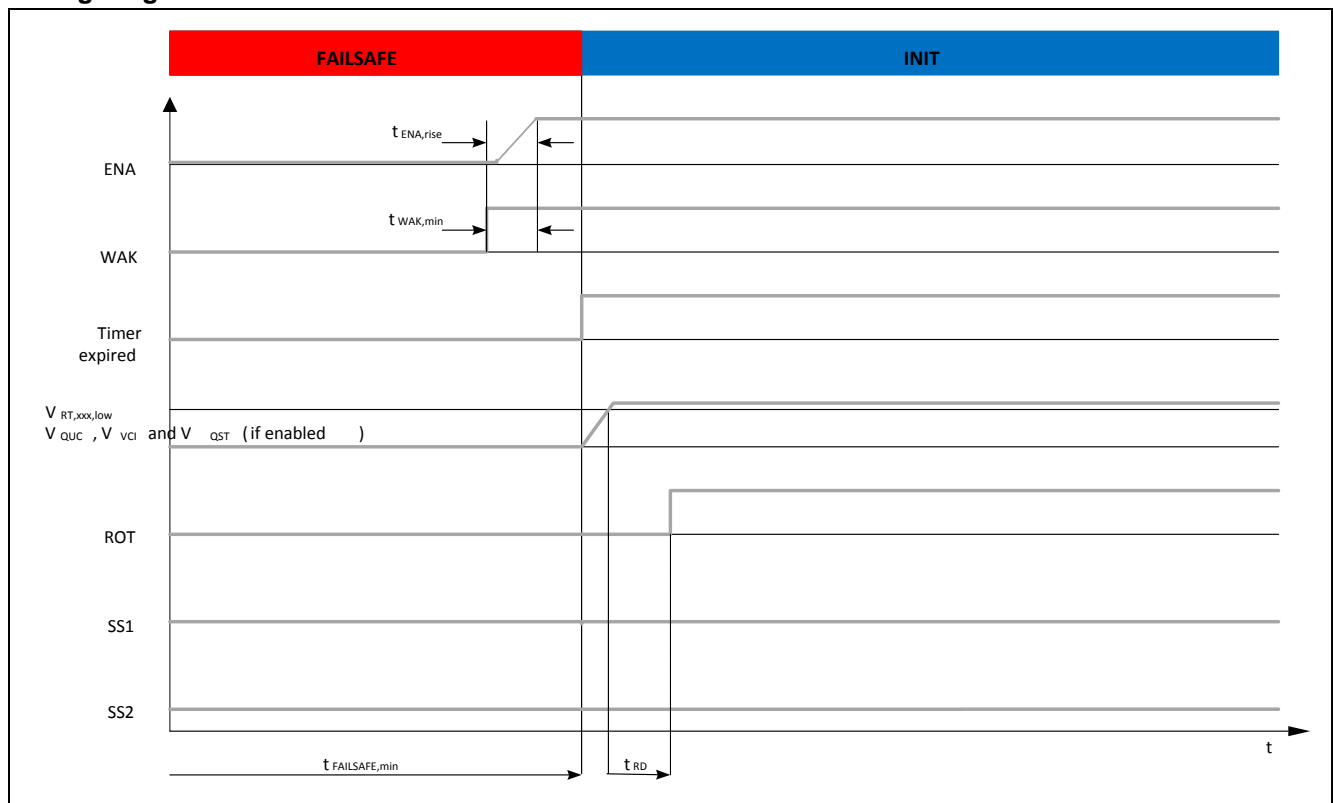 FAILSAFE INIT
t ENA,rise
ENA
t WAK,min
WAK
Timer
expired
V RT,xxx,low
V QUC , V VCI and V QST (if enabled )
ROT
SS1
SS2
t
t FAILSAFE,min
t RD